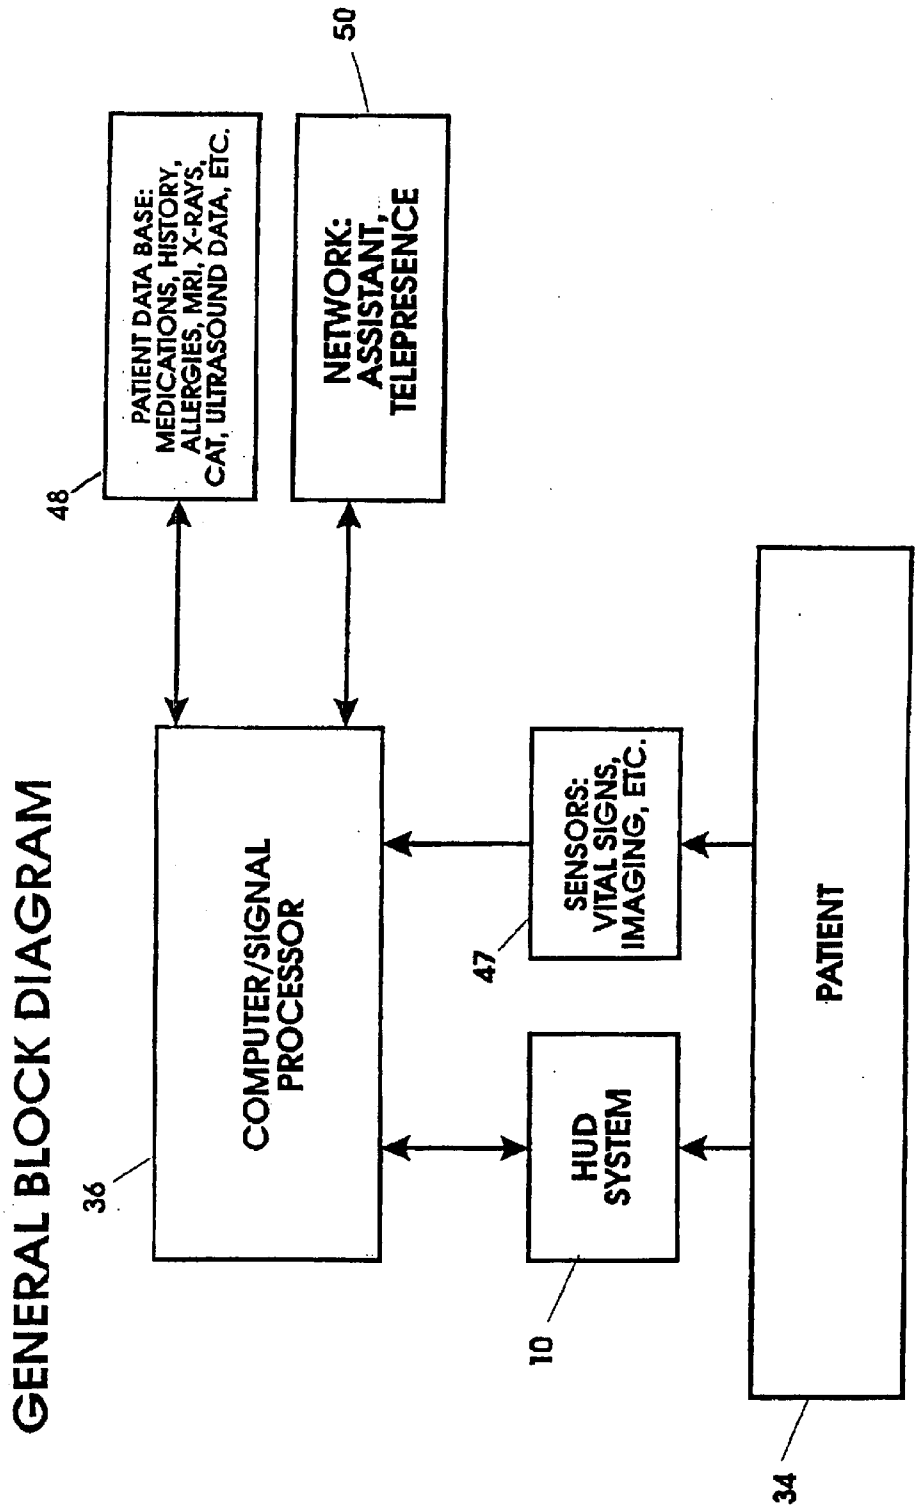 GENERAL BLOCK DIAGRAM
36
COMPUTER/SIGNAL
PROCESSOR
48
PATIENT DATA BASE:
MEDICATIONS, HISTORY,
ALLERGIES, MRI, X-RAYS,
CAT, ULTRASOUND DATA, ETC.
50
NETWORK:
ASSISTANT,
TELEPRESENCE
10
HUD
SYSTEM
47
SENSORS:
VITAL SIGNS,
IMAGING, ETC.
34
PATIENT